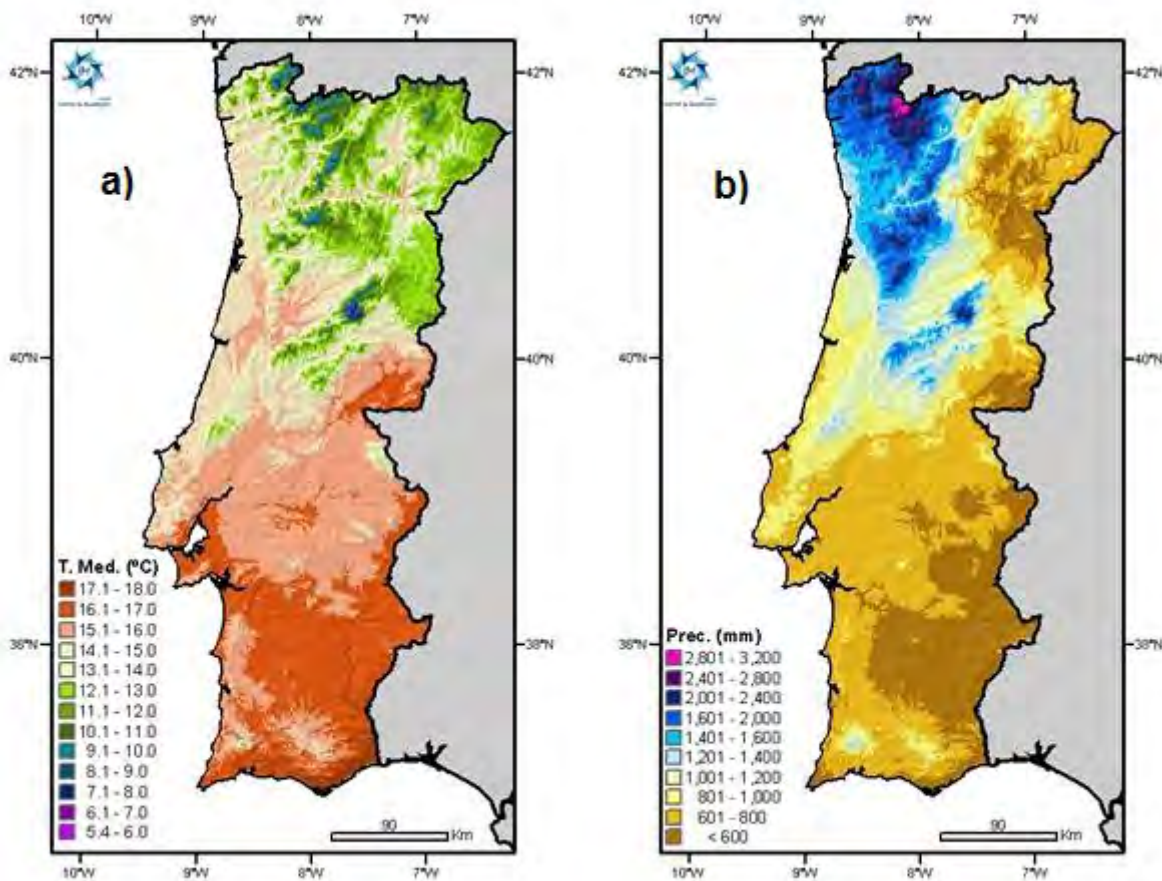 10°W 9°W 8°W 7°W
42°N
a)
40°N
38°N
T. Med. (ºC)
17.1 - 18.0
16.1 - 17.0
15.1 - 16.0
14.1 - 15.0
13.1 - 14.0
12.1 - 13.0
11.1 - 12.0
10.1 - 11.0
9.1 - 10.0
8.1 - 9.0
7.1 - 8.0
6.1 - 7.0
5.4 - 6.0
90
Km
10°W 9°W 8°W 7°W
10°W 9°W 8°W 7°W
42°N 42°N
b)
40°N 40°N
38°N 38°N
Prec. (mm)
2,801 - 3,200
2,401 - 2,800
2,001 - 2,400
1,601 - 2,000
1,401 - 1,600
1,201 - 1,400
1,001 - 1,200
801 - 1,000
601 - 800
< 600
90
Km
10°W 9°W 8°W 7°W